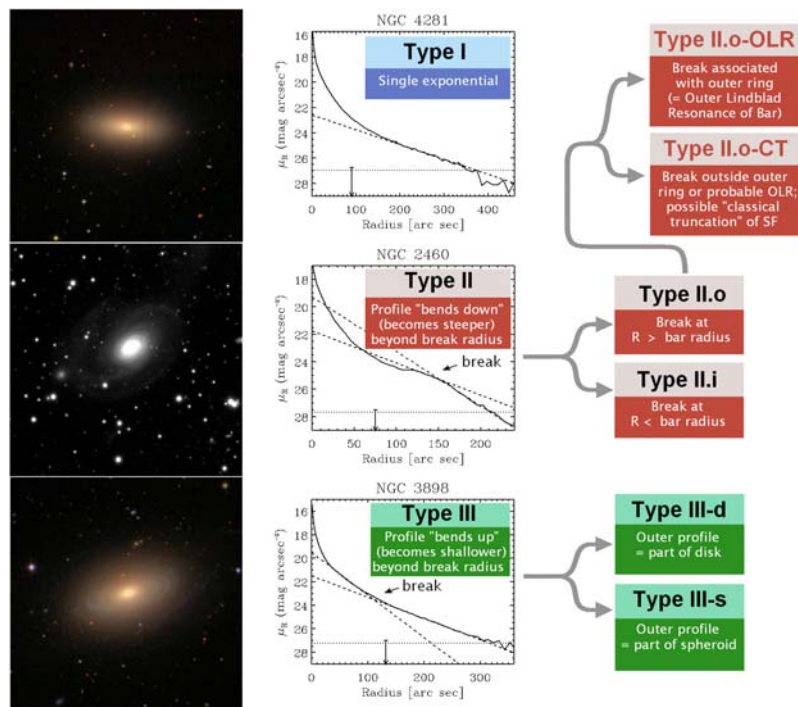 NGC 4281
Type I
Single exponential
μR (mag arcsec⁻²)
16
18
20
22
24
26
28
0
100
200
300
400
Radius [arc sec]
NGC 2460
Type II
Profile "bends down"
(becomes steeper)
beyond break radius
break
μR (mag arcsec⁻²)
18
20
22
24
26
28
0
50
100
150
200
Radius [arc sec]
NGC 3898
Type III
Profile "bends up"
(becomes shallower)
beyond break radius
break
μR (mag arcsec⁻²)
16
18
20
22
24
26
28
0
100
200
300
Radius [arc sec]
Type II.o-OLR
Break associated
with outer ring
(= Outer Lindblad
Resonance of Bar)
Type II.o-CT
Break outside outer
ring or probable OLR;
possible "classical
truncation" of SF
Type II.o
Break at
R > bar radius
Type II.i
Break at
R < bar radius
Type III-d
Outer profile
= part of disk
Type III-s
Outer profile
= part of spheroid